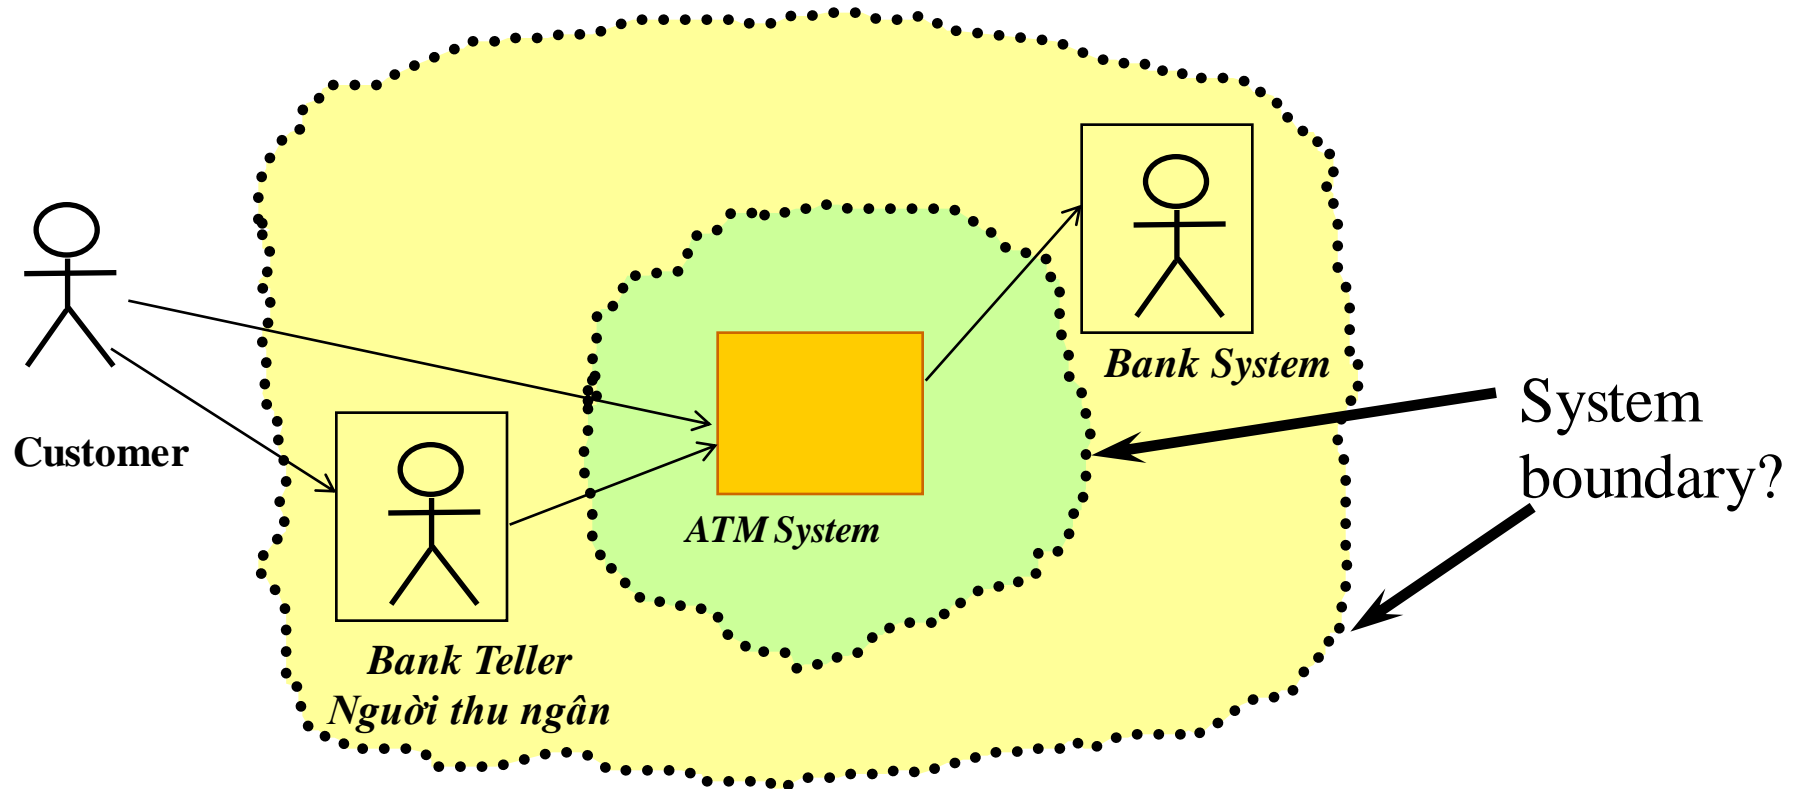 Customer
Bank System
System
boundary?
ATM System
Bank Teller
Người thu ngân